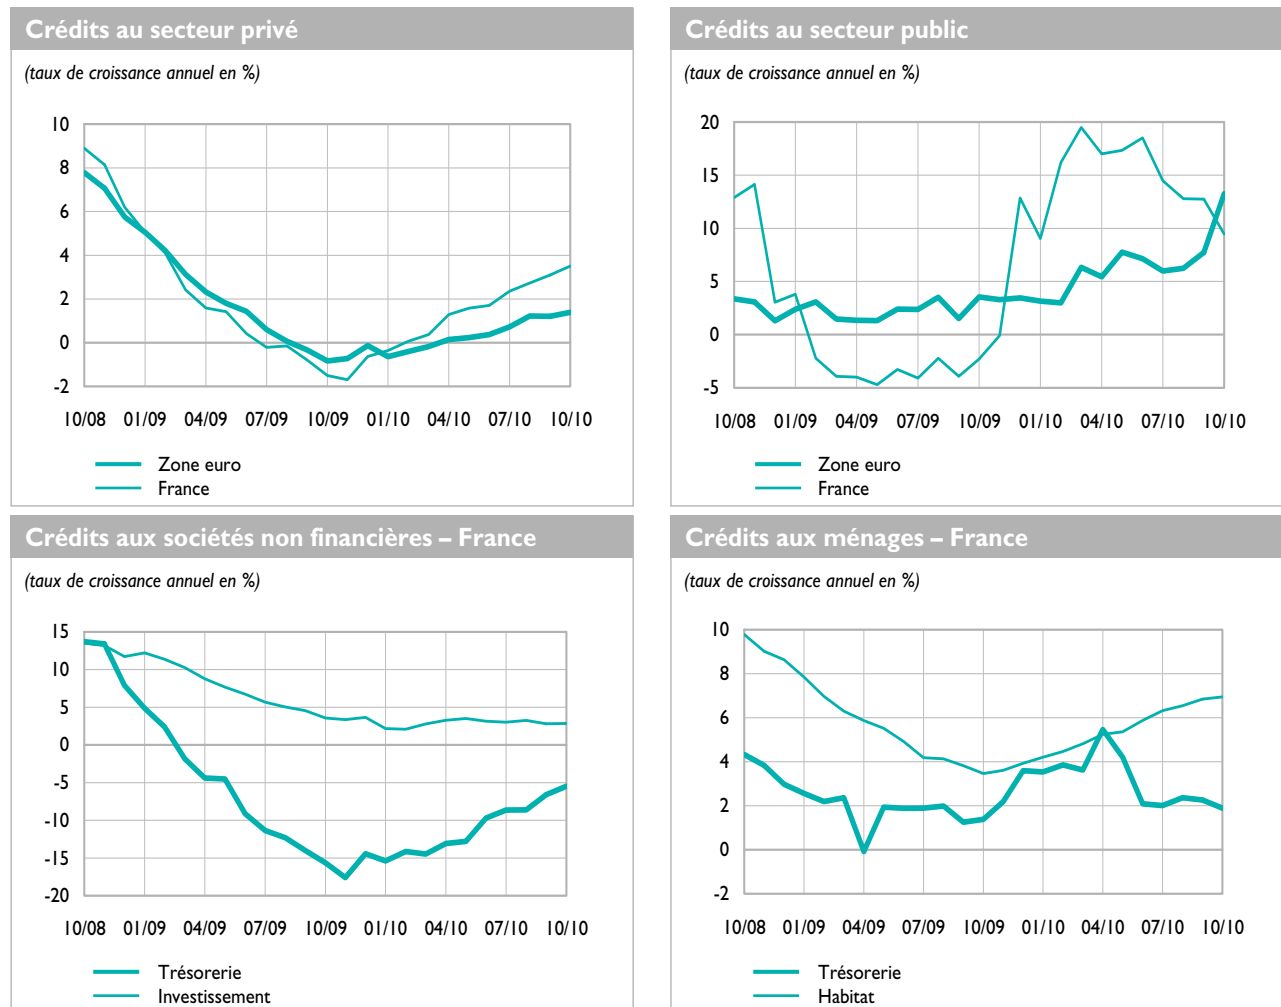 Crédits au secteur privé
(taux de croissance annuel en %)
10
8
6
4
2
0
-2
10/08 01/09 04/09 07/09 10/09 01/10 04/10 07/10 10/10
Zone euro
France
Crédits au secteur public
(taux de croissance annuel en %)
20
15
10
5
0
-5
10/08 01/09 04/09 07/09 10/09 01/10 04/10 07/10 10/10
Zone euro
France
Crédits aux sociétés non financières – France
(taux de croissance annuel en %)
15
10
5
0
-5
-10
-15
-20
10/08 01/09 04/09 07/09 10/09 01/10 04/10 07/10 10/10
Trésorerie
Investissement
Crédits aux ménages – France
(taux de croissance annuel en %)
10
8
6
4
2
0
-2
10/08 01/09 04/09 07/09 10/09 01/10 04/10 07/10 10/10
Trésorerie
Habitat